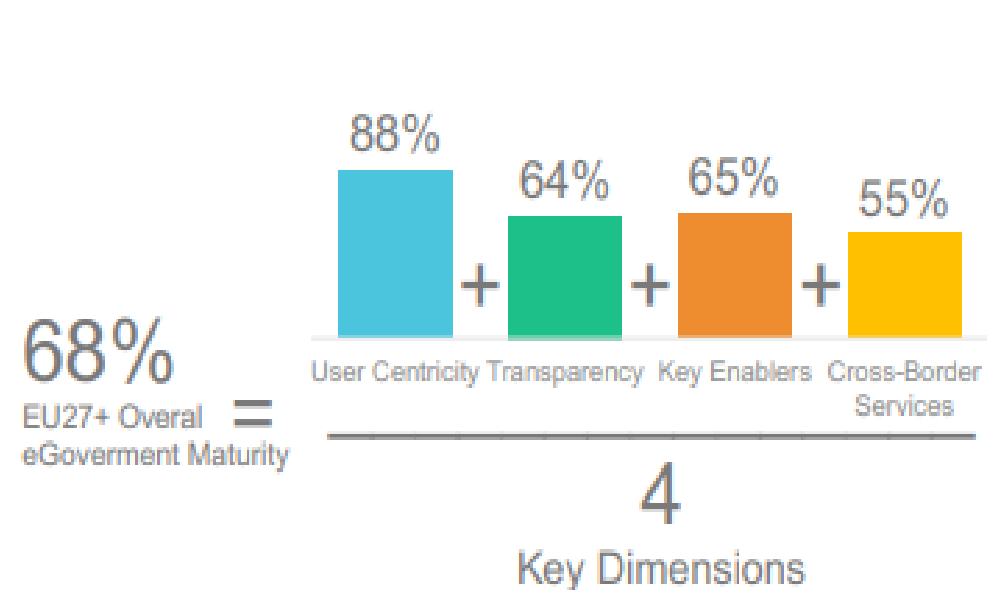 88%
64%
65%
55%
+
+
+
68%
EU27+ Overal
eGoverment Maturity
=
User Centricity
Transparency
Key Enablers
Cross-Border
Services
4
Key Dimensions